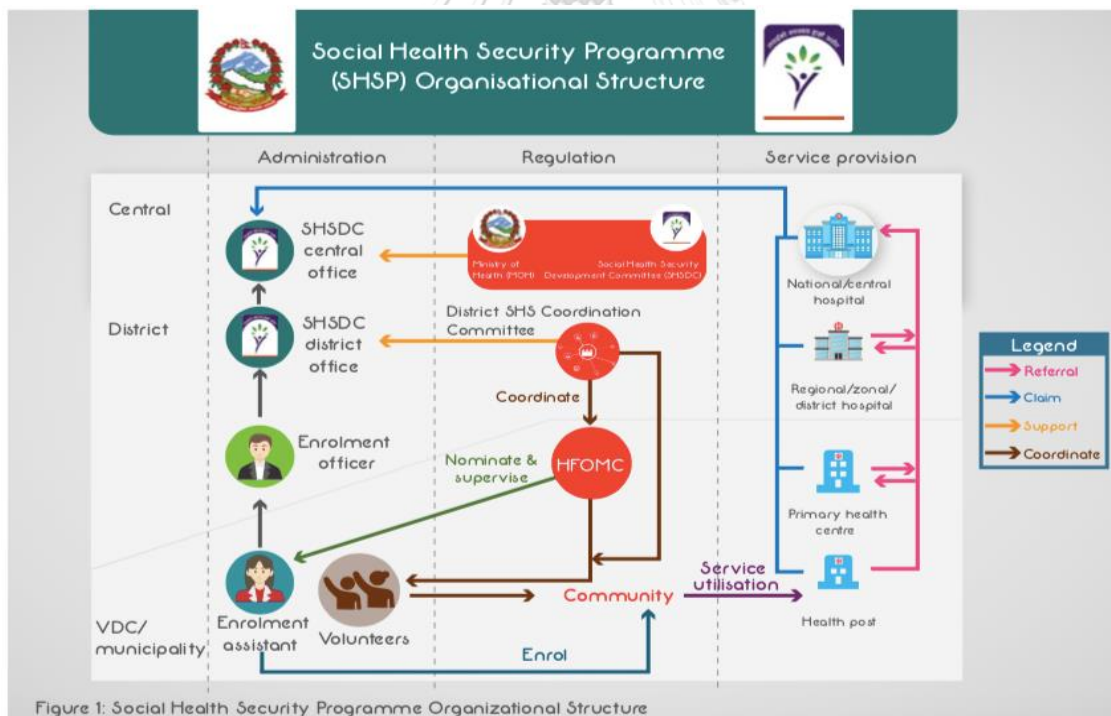 Social Health Security Programme
(SHSP) Organisational Structure
Administration
Regulation
Service provision
Central
SHSDC
central
office
Ministry of
Health (MOH)
Social Health Security
Development Committee (SHSDC)
National/central
hospital
District
SHSDC
district
office
District SHS Coordination
Committee
Coordinate
Regional/zonal/
district hospital
Enrolment
officer
Nominate &
supervise
HFOMC
Primary health
centre
VDC/
municipality
Enrolment
assistant
Volunteers
Community
Service
utilisation
Health post
Enrol
Legend
Referral
Claim
Support
Coordinate
Figure 1: Social Health Security Programme Organizational Structure